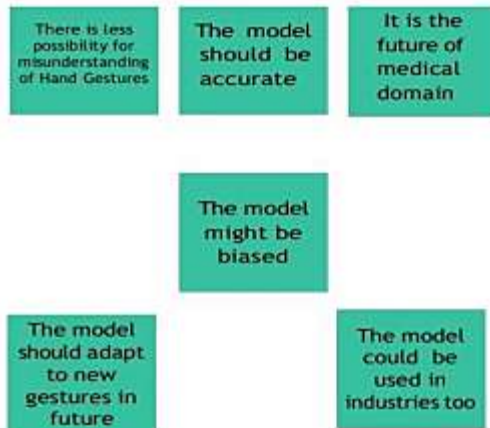 There is less
possibility for
misunderstanding
of Hand Gestures
The model
should be
accurate
It is the
future of
medical
domain
The model
might be
biased
The model
should adapt
to new
gestures in
future
The model
could be
used in
industries too